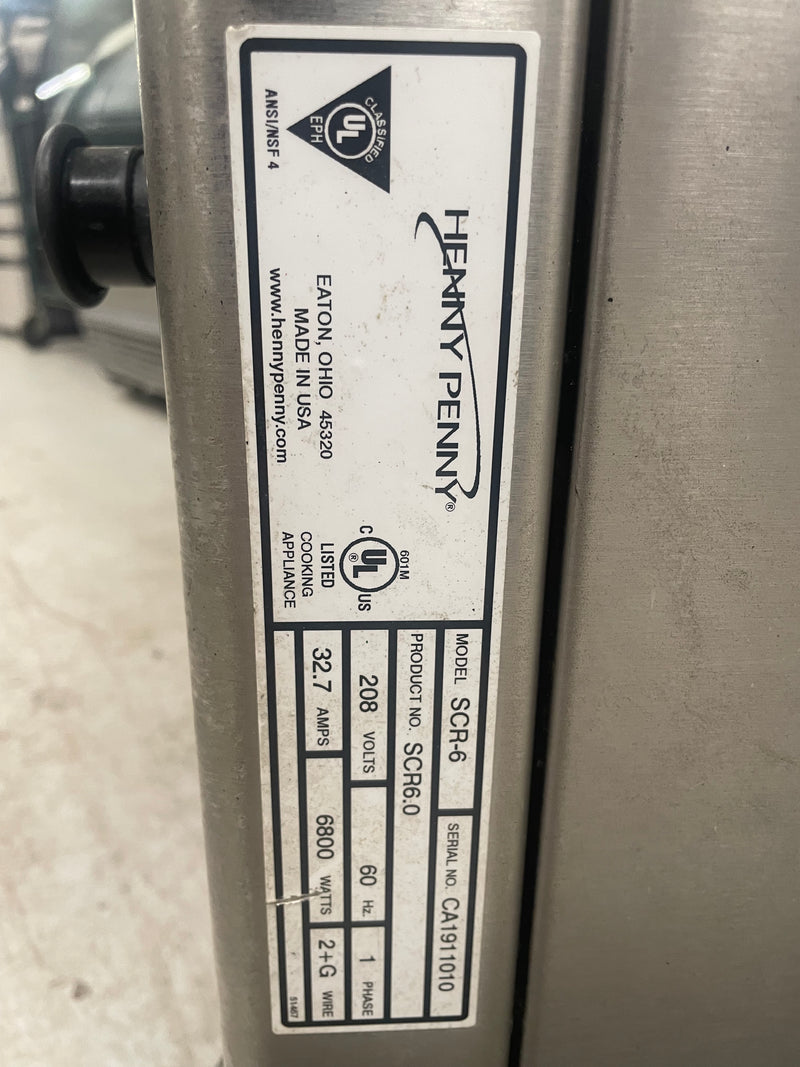 CLASSIFIED
UL
EPH
ANSI/NSF 4
HENNY PENNY®
EATON, OHIO 45320
MADE IN USA
www.hennypenny.com
601M
C UL US
®
LISTED
COOKING
APPLIANCE
MODEL SCR-6
SERIAL NO. CA1911010
PRODUCT NO. SCR6.0
208 VOLTS
60 Hz.
1 PHASE
32.7 AMPS
6800 WATTS
2+G WIRE
51467